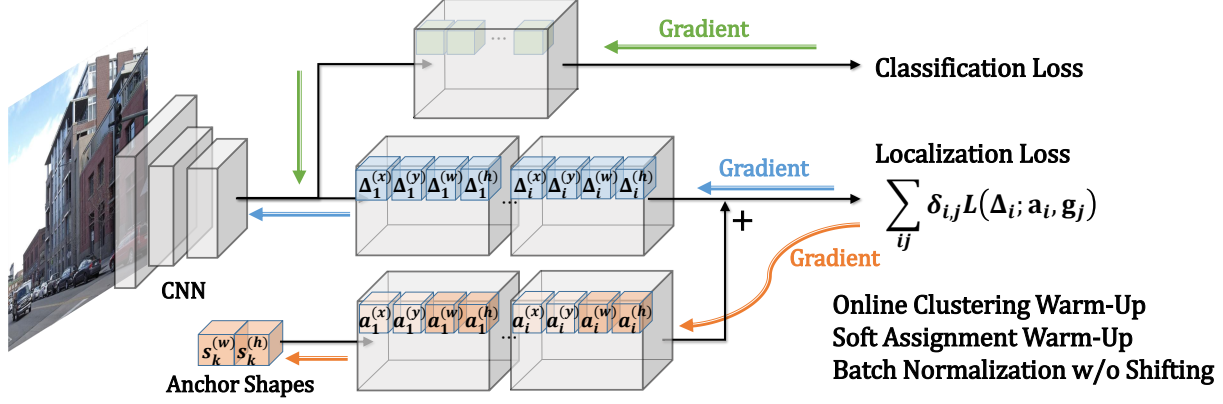 Gradient
Classification Loss
...
Δ₁⁽ˣ⁾ Δ₁⁽ʸ⁾ Δ₁⁽ʷ⁾ Δ₁⁽ʰ⁾ ... Δᵢ⁽ˣ⁾ Δᵢ⁽ʸ⁾ Δᵢ⁽ʷ⁾ Δᵢ⁽ʰ⁾
Gradient
Localization Loss
∑ᵢⱼ δᵢ,ⱼL(Δᵢ; aᵢ, gⱼ)
+
Gradient
CNN
a₁⁽ˣ⁾ a₁⁽ʸ⁾ a₁⁽ʷ⁾ a₁⁽ʰ⁾ ... aᵢ⁽ˣ⁾ aᵢ⁽ʸ⁾ aᵢ⁽ʷ⁾ aᵢ⁽ʰ⁾
sₖ⁽ʷ⁾ sₖ⁽ʰ⁾
Anchor Shapes
Online Clustering Warm-Up
Soft Assignment Warm-Up
Batch Normalization w/o Shifting